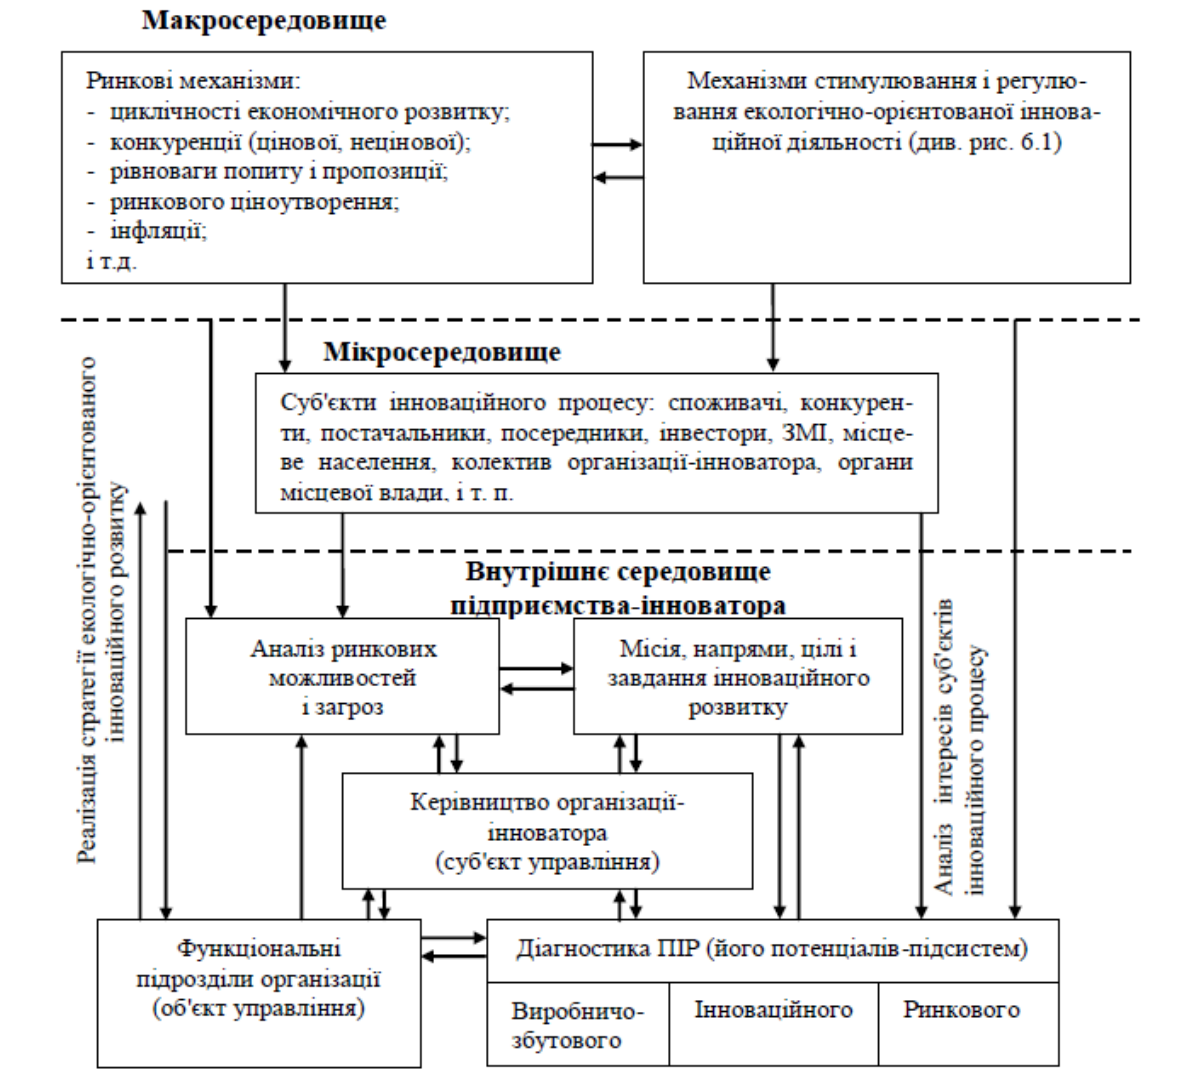 Макросередовище
Ринкові механізми:
- циклічності економічного розвитку;
- конкуренції (цінової, нецінової);
- рівноваги попиту і пропозиції;
- ринкового ціноутворення;
- інфляції;
і т.д.
Механізми стимулювання і регулю-
вання екологічно-орієнтованої іннова-
ційної діяльності (див. рис. 6.1)
Мікросередовище
Суб'єкти інноваційного процесу: споживачі, конкурен-
ти, постачальники, посередники, інвестори, ЗМІ, місце-
ве населення, колектив організації-інноватора, органи
місцевої влади, і т. п.
Реалізація стратегії екологічно-орієнтованого
інноваційного розвитку
Внутрішнє середовище
підприємства-інноватора
Аналіз ринкових
можливостей
і загроз
Місія, напрями, цілі і
завдання інноваційного
розвитку
Аналіз інтересів суб'єктів
інноваційного процесу
Керівництво організації-
інноватора
(суб'єкт управління)
Функціональні
підрозділи організації
(об'єкт управління)
Діагностика ПІР (його потенціалів-підсистем)
Виробничо-
збутового
Інноваційного
Ринкового